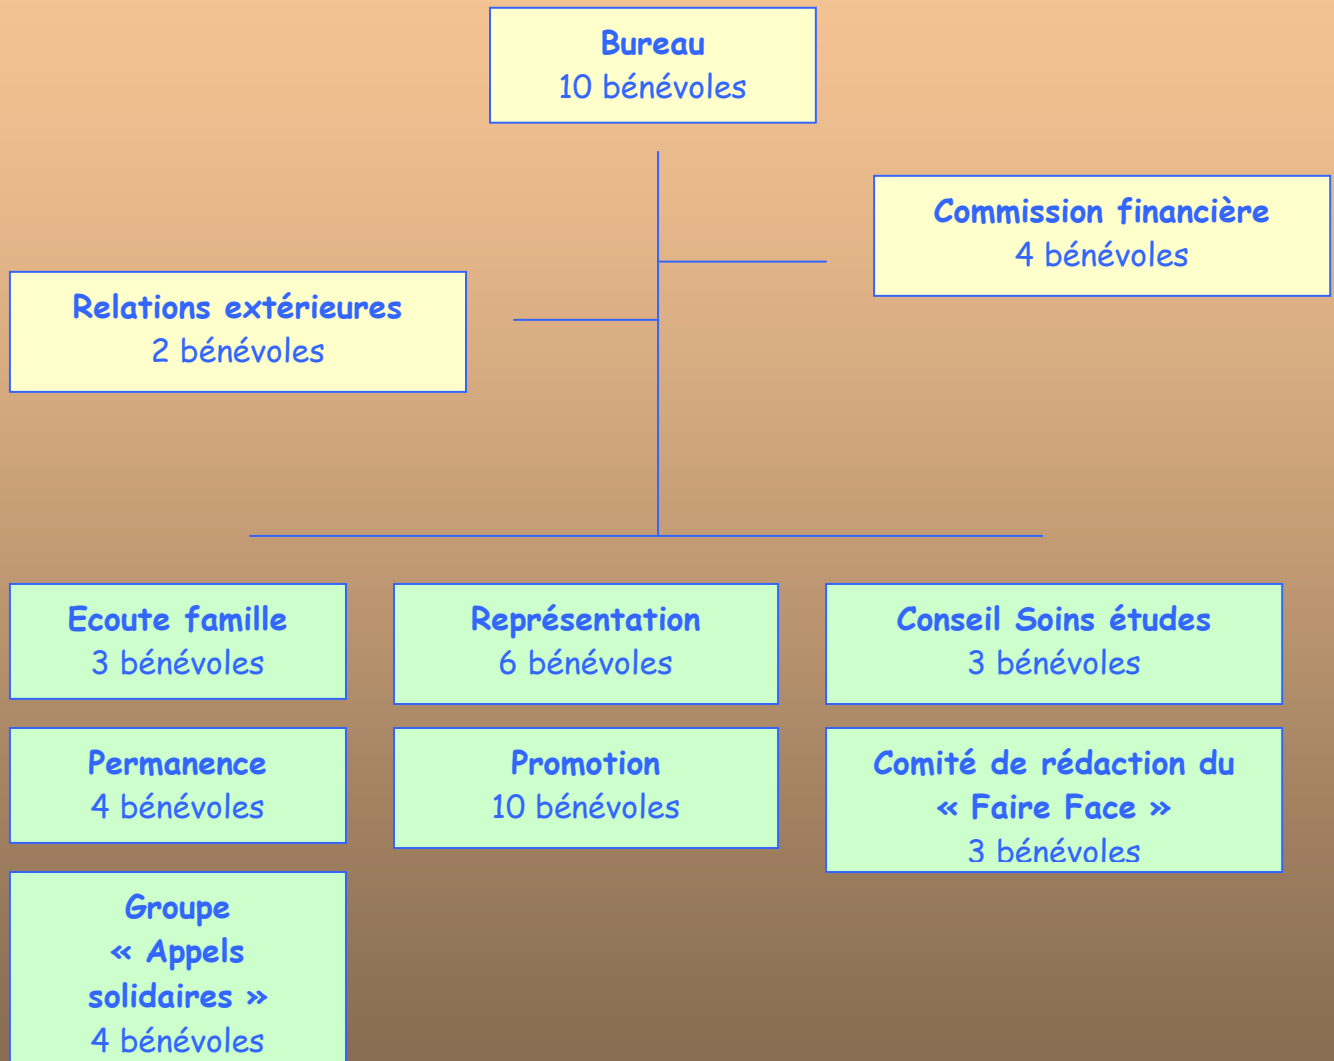 Bureau
10 bénévoles
Commission financière
4 bénévoles
Relations extérieures
2 bénévoles
Ecoute famille
3 bénévoles
Représentation
6 bénévoles
Conseil Soins études
3 bénévoles
Permanence
4 bénévoles
Promotion
10 bénévoles
Comité de rédaction du
« Faire Face »
3 bénévoles
Groupe
« Appels
solidaires »
4 bénévoles